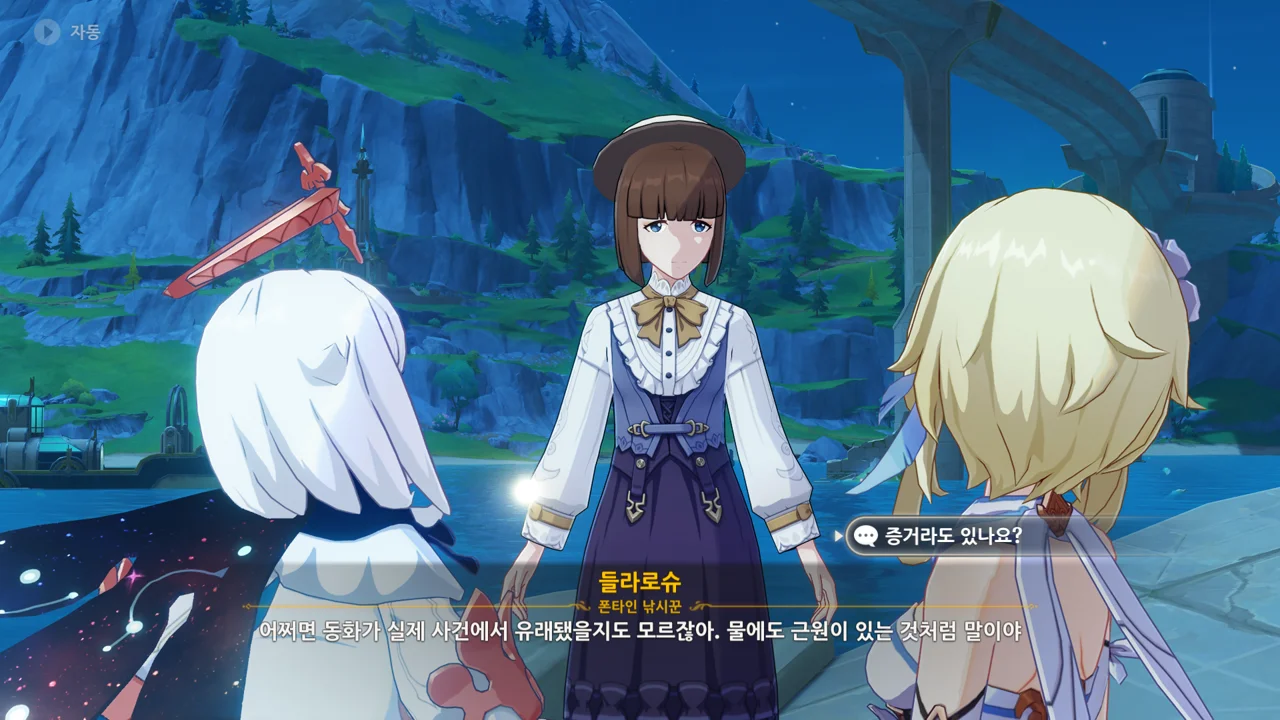 자동
증거라도 있나요?
들라로슈
폰타인 낚시꾼
어쩌면 동화가 실제 사건에서 유래됐을지도 모르잖아. 물에도 근원이 있는 것처럼 말이야